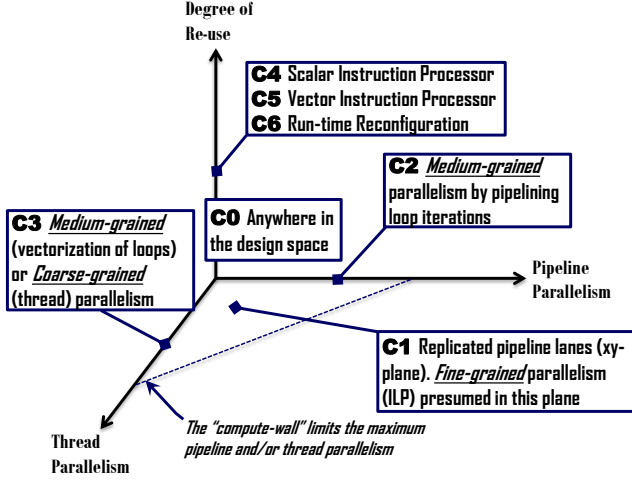 Degree of
Re-use
C4 Scalar Instruction Processor
C5 Vector Instruction Processor
C6 Run-time Reconfiguration
C2 Medium-grained
parallelism by pipelining
loop iterations
C3 Medium-grained
(vectorization of loops)
or Coarse-grained
(thread) parallelism
C0 Anywhere in
the design space
Pipeline
Parallelism
C1 Replicated pipeline lanes (xy-
plane). Fine-grained parallelism
(ILP) presumed in this plane
The "compute-wall" limits the maximum
pipeline and/or thread parallelism
Thread
Parallelism